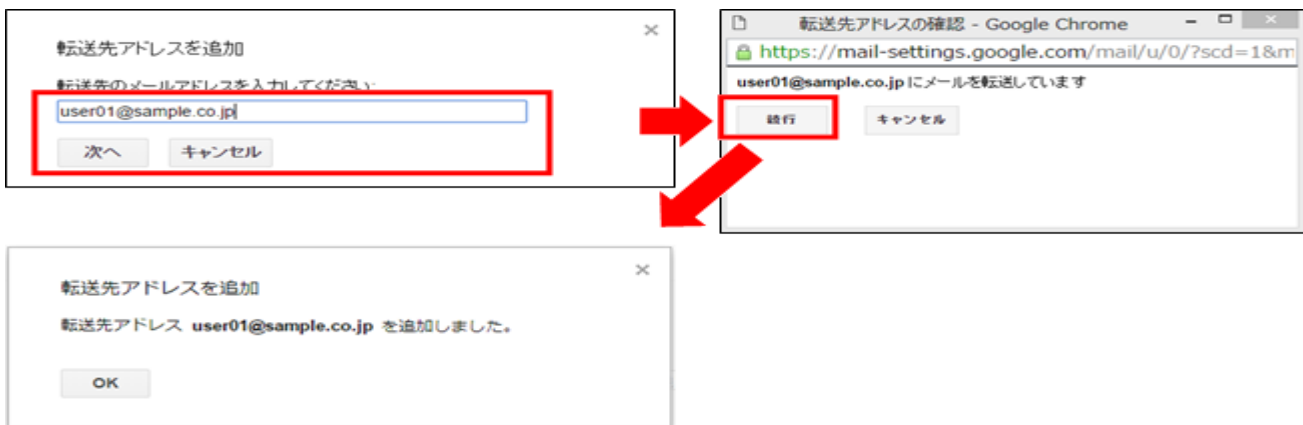 転送先アドレスを追加
転送先のメールアドレスを入力してください:
user01@sample.co.jp
次へ キャンセル
転送先アドレスの確認 - Google Chrome
https://mail-settings.google.com/mail/u/0/?scd=1&m
user01@sample.co.jp にメールを転送しています
続行 キャンセル
転送先アドレスを追加
転送先アドレス user01@sample.co.jp を追加しました。
OK